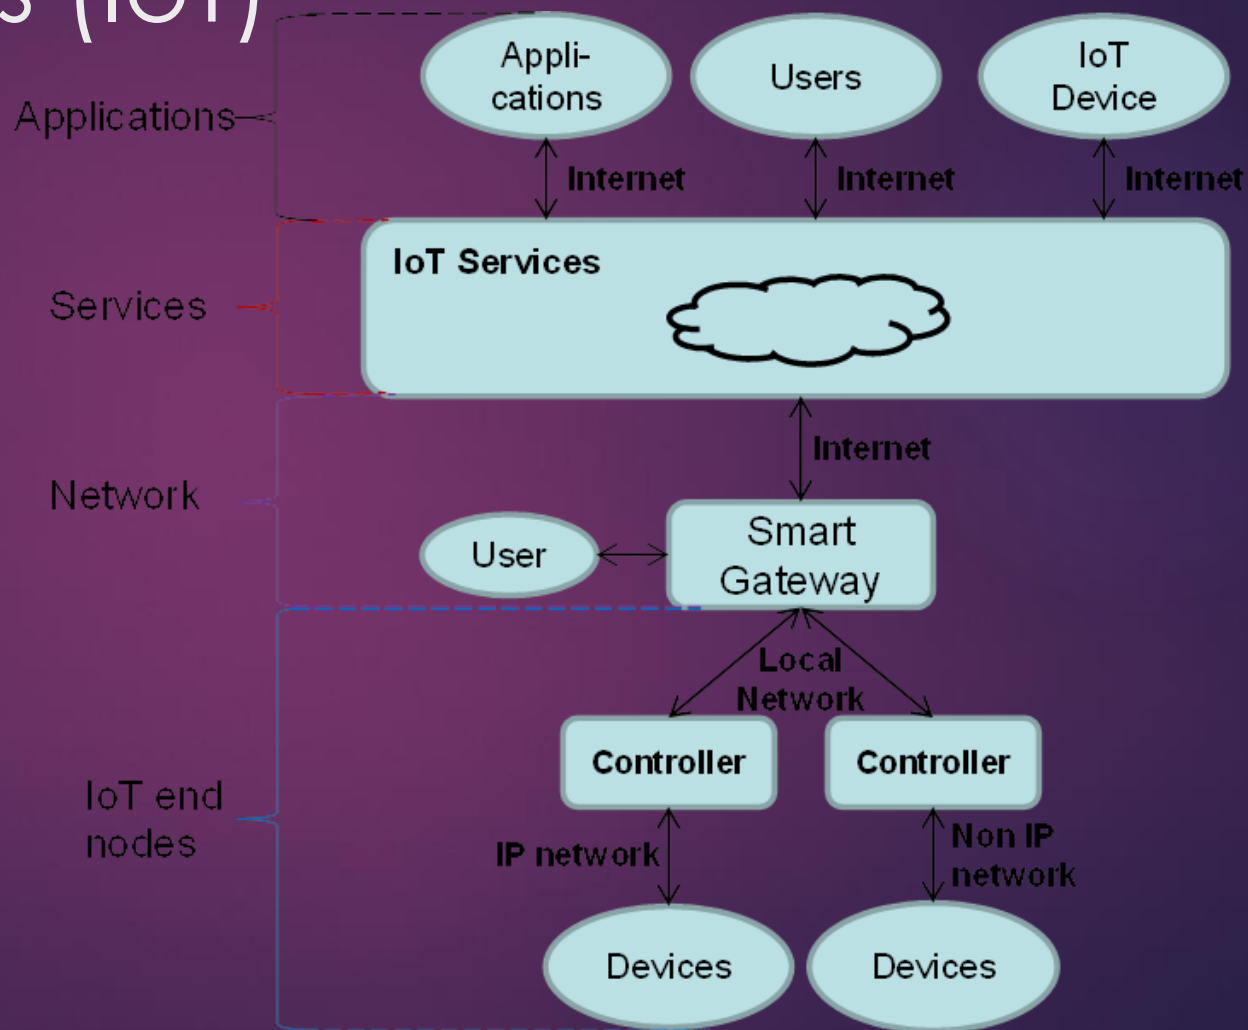 s (IoT)
Applications
Appli-
cations
Users
IoT
Device
Internet
Internet
Internet
Services
IoT Services
Network
Internet
User
Smart
Gateway
Local
Network
IoT end
nodes
Controller
Controller
IP network
Non IP
network
Devices
Devices